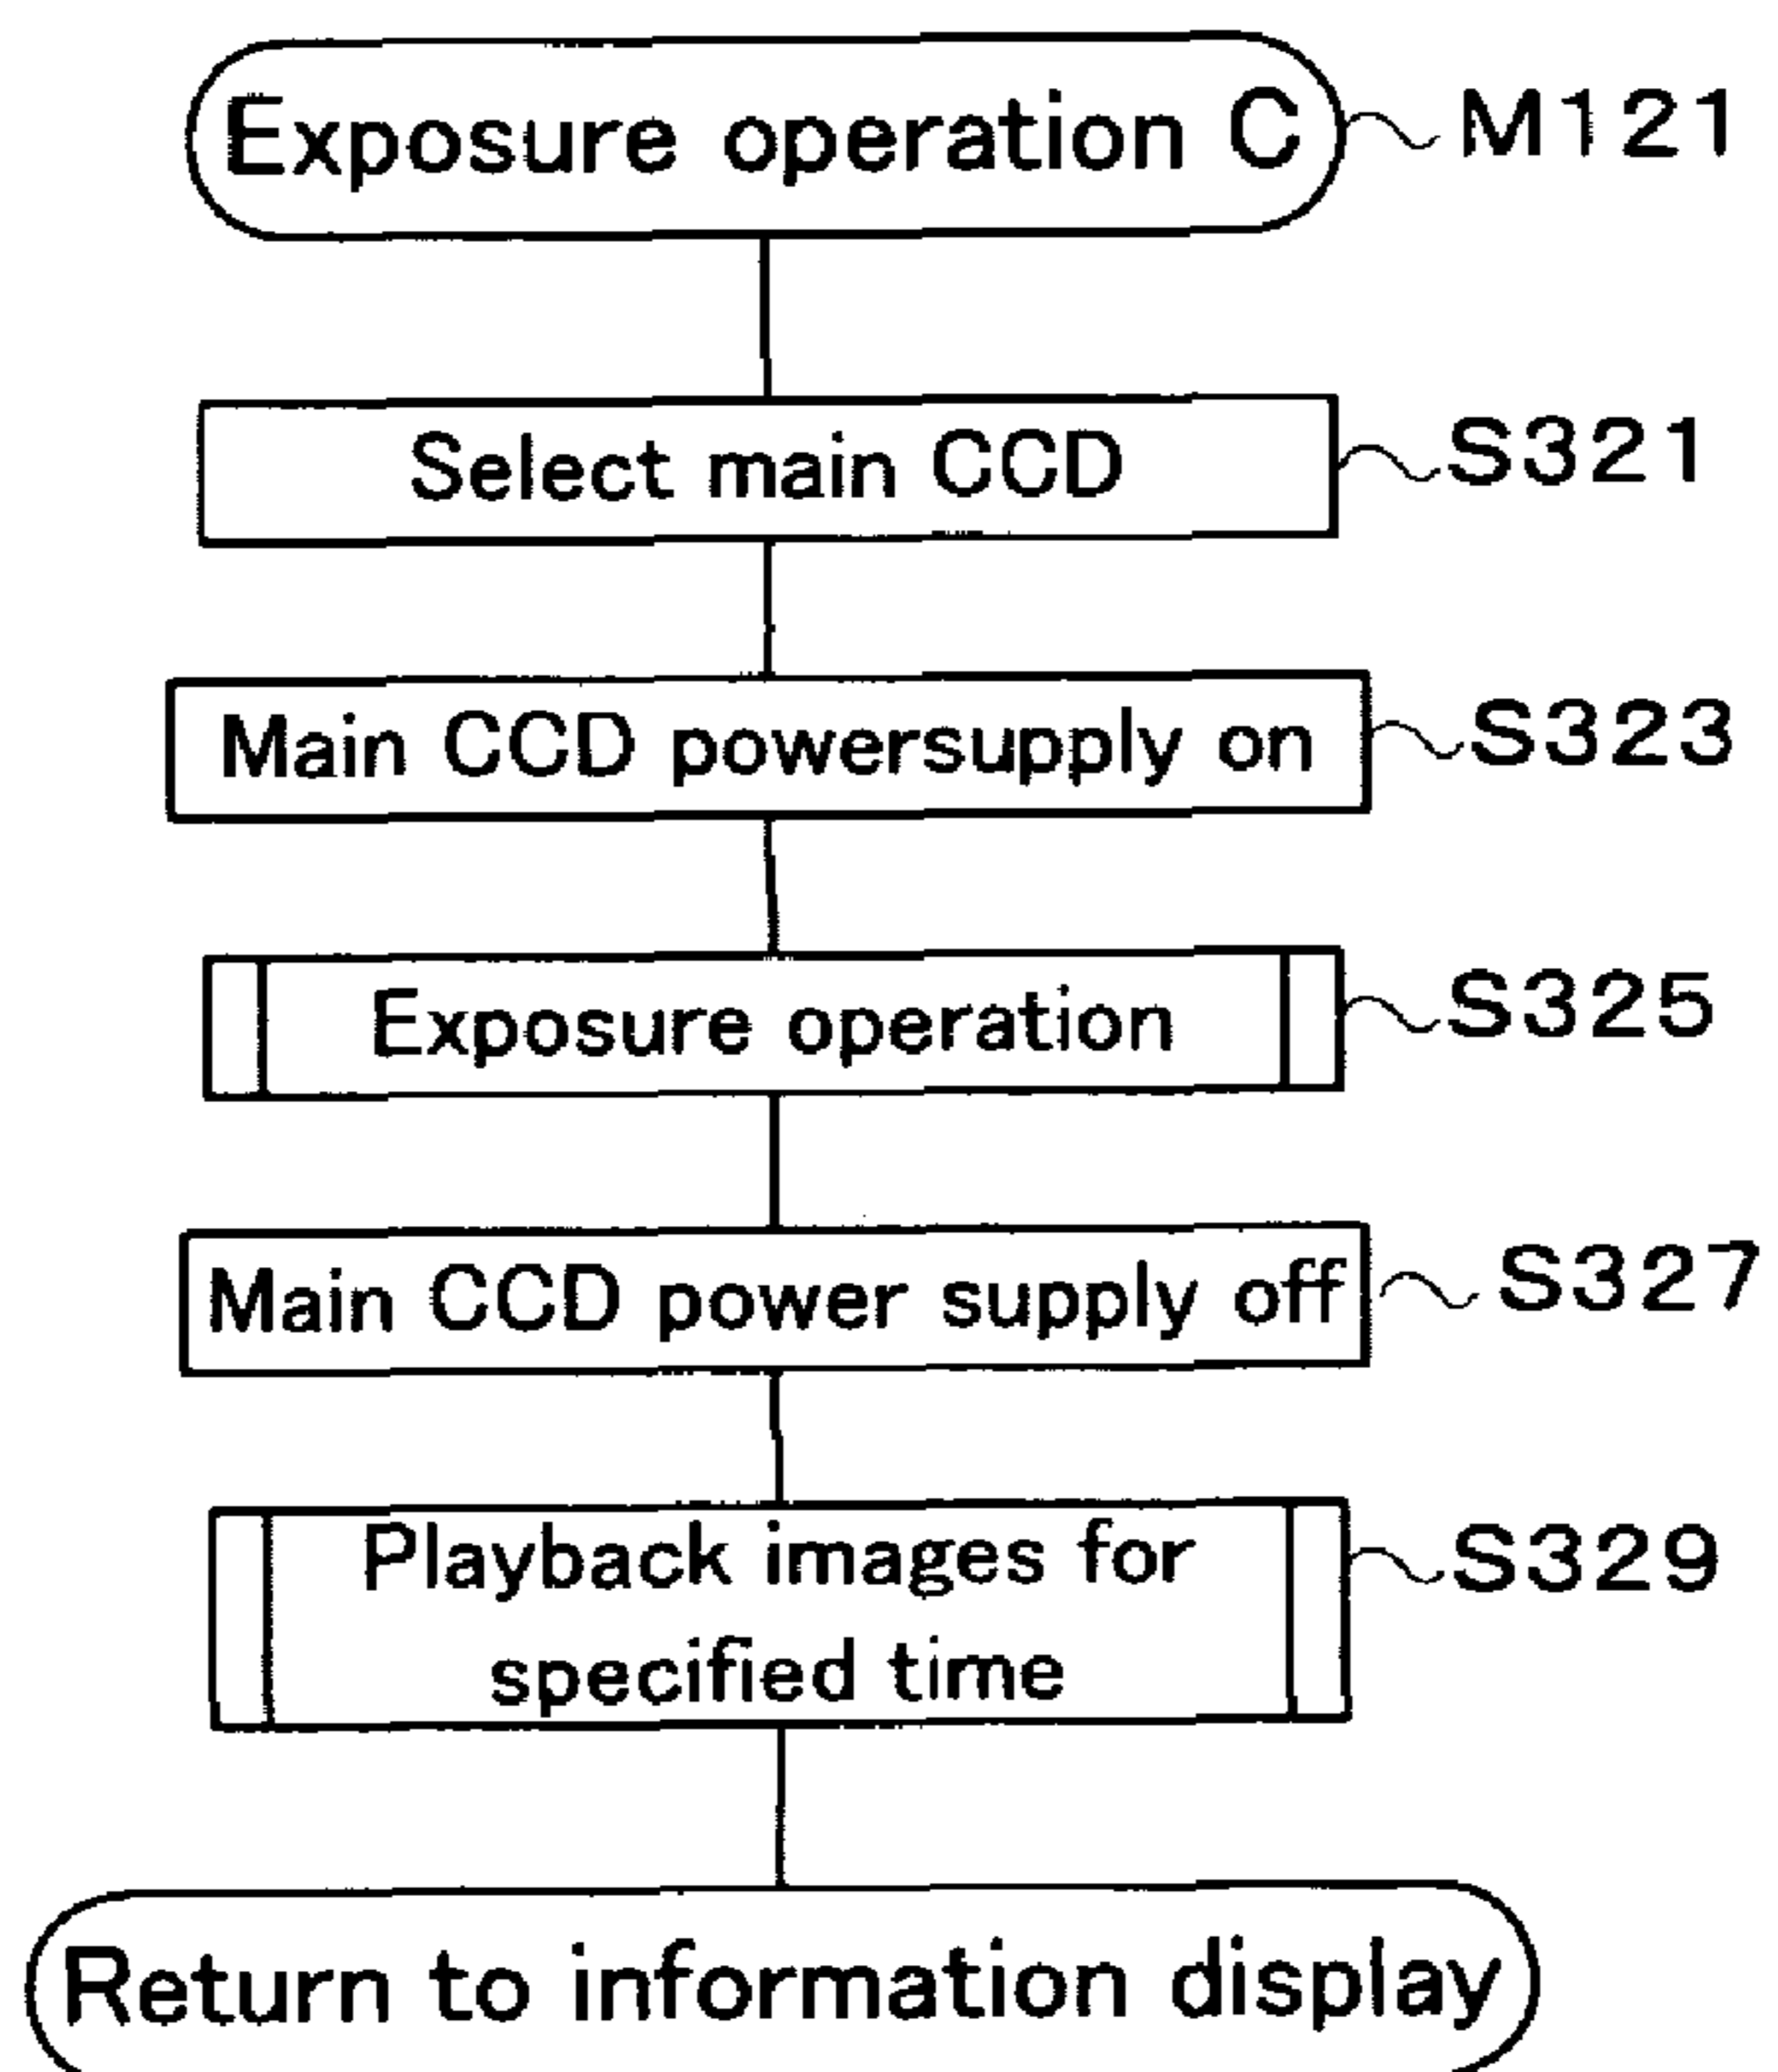 Exposure operation C M121
Select main CCD S321
Main CCD powersupply on S323
Exposure operation S325
Main CCD power supply off S327
Playback images for S329
specified time
Return to information display